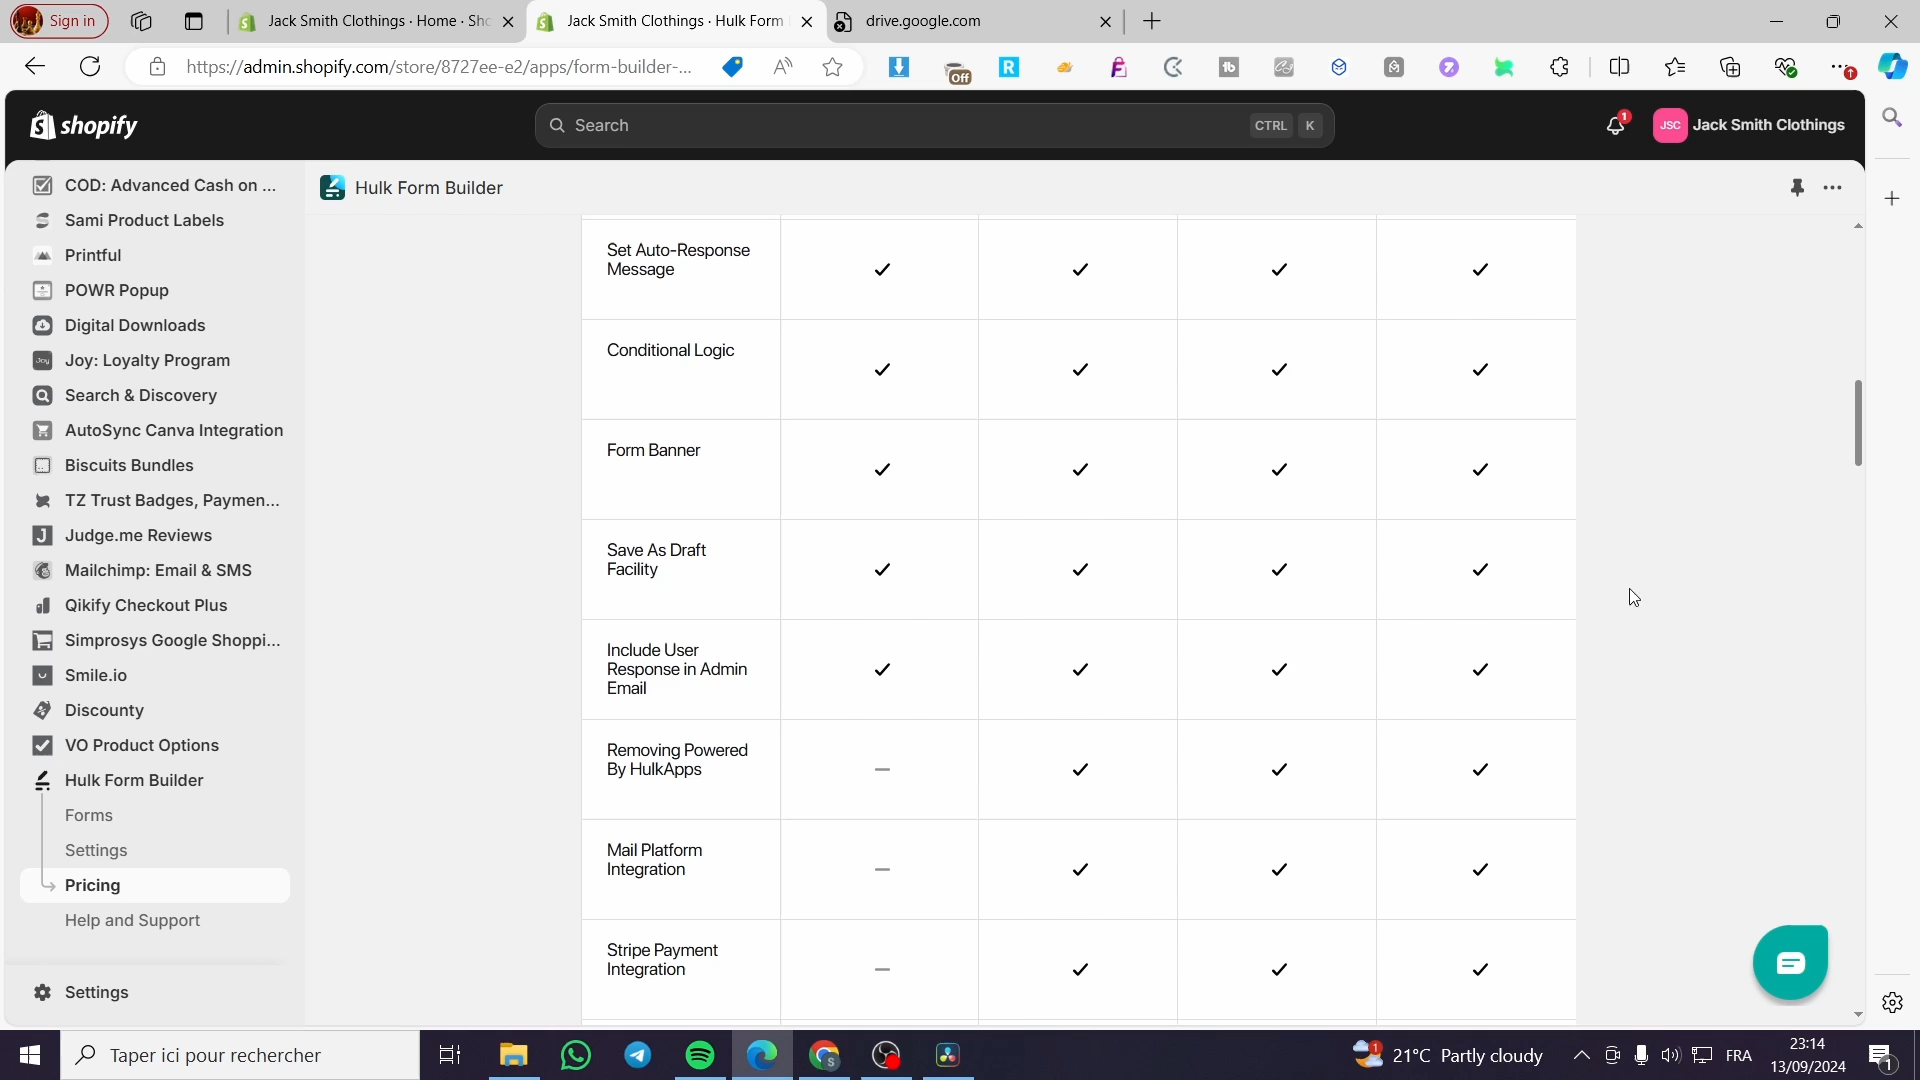 Sign in
Jack Smith Clothings · Home · Sho
Jack Smith Clothings · Hulk Form
drive.google.com
https://admin.shopify.com/store/8727ee-e2/apps/form-builder-...
Off
shopify
Search
CTRL K
1
JSC
Jack Smith Clothings
COD: Advanced Cash on ...
Sami Product Labels
Printful
POWR Popup
Digital Downloads
Joy: Loyalty Program
Search & Discovery
AutoSync Canva Integration
Biscuits Bundles
TZ Trust Badges, Paymen...
Judge.me Reviews
Mailchimp: Email & SMS
Qikify Checkout Plus
Simprosys Google Shoppi...
Smile.io
Discounty
VO Product Options
Hulk Form Builder
Forms
Settings
Pricing
Help and Support
Settings
Hulk Form Builder
Set Auto-Response
Message
Conditional Logic
Form Banner
Save As Draft
Facility
Include User
Response in Admin
Email
Removing Powered
By HulkApps
Mail Platform
Integration
Stripe Payment
Integration
Taper ici pour rechercher
1
21°C Partly cloudy
FRA
23:14
13/09/2024
1